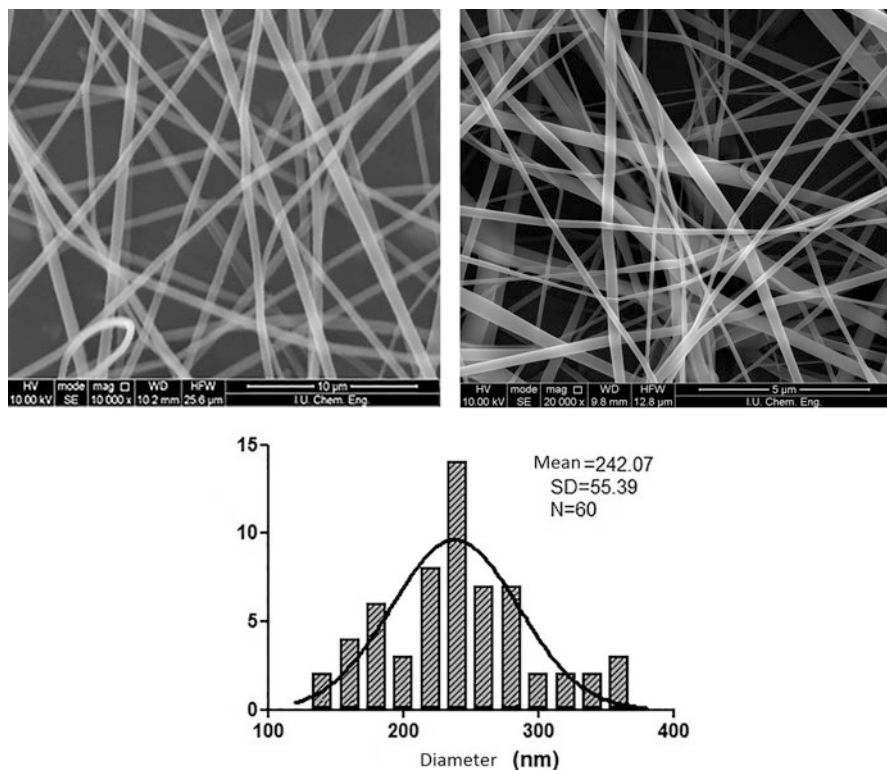 HV mode mag □ WD HFW 10 µm
10.00 kV SE 10 000 x 10.2 mm 25.6 µm I.U. Chem. Eng.
HV mode mag □ WD HFW 5 µm
10.00 kV SE 20 000 x 9.8 mm 12.8 µm I.U. Chem. Eng.
Mean =242.07
SD=55.39
N=60
15
10
5
0
100 200 300 400
Diameter (nm)